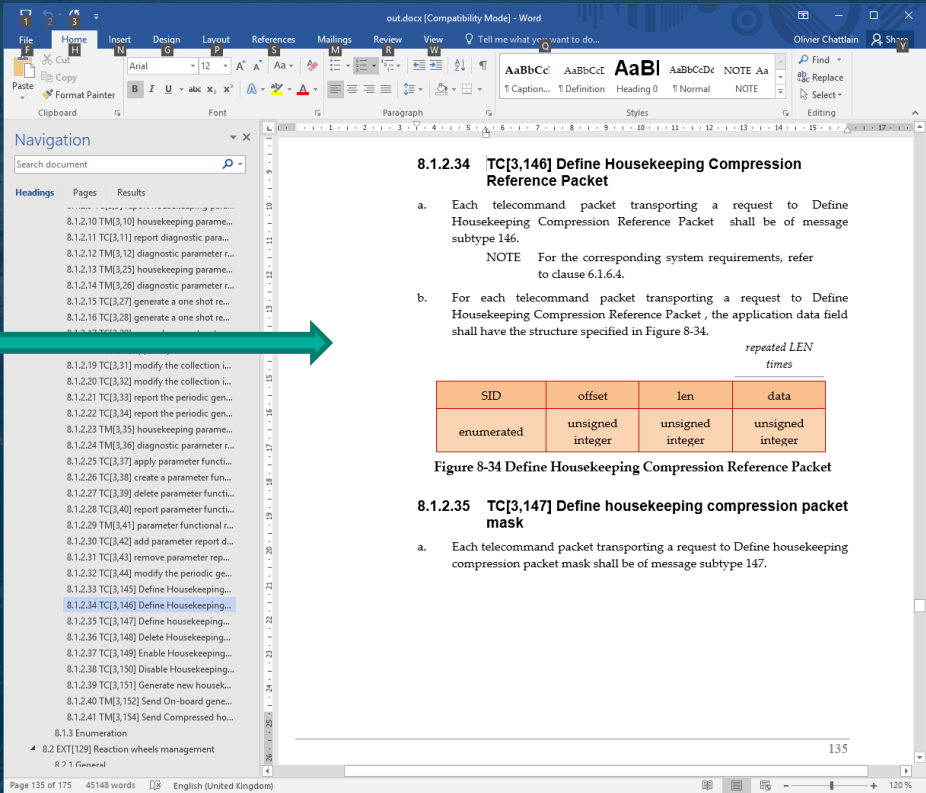 1 2 3
out.docx [Compatibility Mode] - Word
File Home Insert Design Layout References Mailings Review View Tell me what you want to do... Olivier Chattlain Share
F H N G P S M R W Q Y
Cut
Copy
Paste
Format Painter
Clipboard
Arial 12 A A Aa
B I U abc x₂ x² A A
Font
Paragraph
AaBbCcl AaBbCcI AaBl AaBbCcDd NOTE Aa
¶ Caption... ¶ Definition Heading 0 ¶ Normal NOTE
Styles
Find
Replace
Select
Editing
Navigation
Search document
Headings Pages Results
8.1.2.10 TM[3,10] housekeeping parame...
8.1.2.11 TC[3,11] report diagnostic para...
8.1.2.12 TM[3,12] diagnostic parameter r...
8.1.2.13 TM[3,25] housekeeping parame...
8.1.2.14 TM[3,26] diagnostic parameter r...
8.1.2.15 TC[3,27] generate a one shot re...
8.1.2.16 TC[3,28] generate a one shot re...
8.1.2.19 TC[3,31] modify the collection i...
8.1.2.20 TC[3,32] modify the collection i...
8.1.2.21 TC[3,33] report the periodic gen...
8.1.2.22 TC[3,34] report the periodic gen...
8.1.2.23 TM[3,35] housekeeping parame...
8.1.2.24 TM[3,36] diagnostic parameter r...
8.1.2.25 TC[3,37] apply parameter functi...
8.1.2.26 TC[3,38] create a parameter fun...
8.1.2.27 TC[3,39] delete parameter functi...
8.1.2.28 TC[3,40] report parameter functi...
8.1.2.29 TM[3,41] parameter functional r...
8.1.2.30 TC[3,42] add parameter report d...
8.1.2.31 TC[3,43] remove parameter rep...
8.1.2.32 TC[3,44] modify the periodic ge...
8.1.2.33 TC[3,145] Define Housekeeping...
8.1.2.34 TC[3,146] Define Housekeeping...
8.1.2.35 TC[3,147] Define housekeeping...
8.1.2.36 TC[3,148] Delete Housekeeping...
8.1.2.37 TC[3,149] Enable Housekeeping...
8.1.2.38 TC[3,150] Disable Housekeeping...
8.1.2.39 TC[3,151] Generate new housek...
8.1.2.40 TM[3,152] Send On-board gene...
8.1.2.41 TM[3,154] Send Compressed ho...
8.1.3 Enumeration
8.2 EXT[129] Reaction wheels management
8.2.1 General
8.1.2.34 TC[3,146] Define Housekeeping Compression
Reference Packet
a. Each telecommand packet transporting a request to Define
Housekeeping Compression Reference Packet shall be of message
subtype 146.
NOTE For the corresponding system requirements, refer
to clause 6.1.6.4.
b. For each telecommand packet transporting a request to Define
Housekeeping Compression Reference Packet , the application data field
shall have the structure specified in Figure 8-34.
repeated LEN
times
SID offset len data
enumerated unsigned integer unsigned integer unsigned integer
Figure 8-34 Define Housekeeping Compression Reference Packet
8.1.2.35 TC[3,147] Define housekeeping compression packet
mask
a. Each telecommand packet transporting a request to Define housekeeping
compression packet mask shall be of message subtype 147.
135
Page 135 of 175 45148 words English (United Kingdom) 120 %